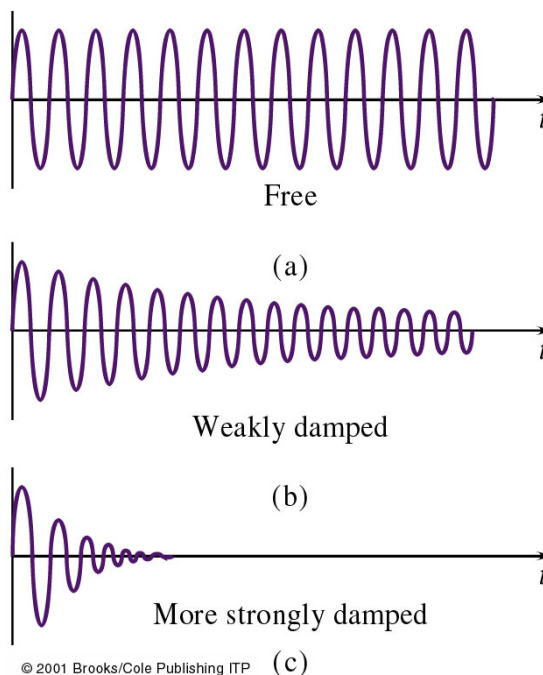 t
Free
(a)
t
Weakly damped
(b)
t
More strongly damped
© 2001 Brooks/Cole Publishing ITP
(c)